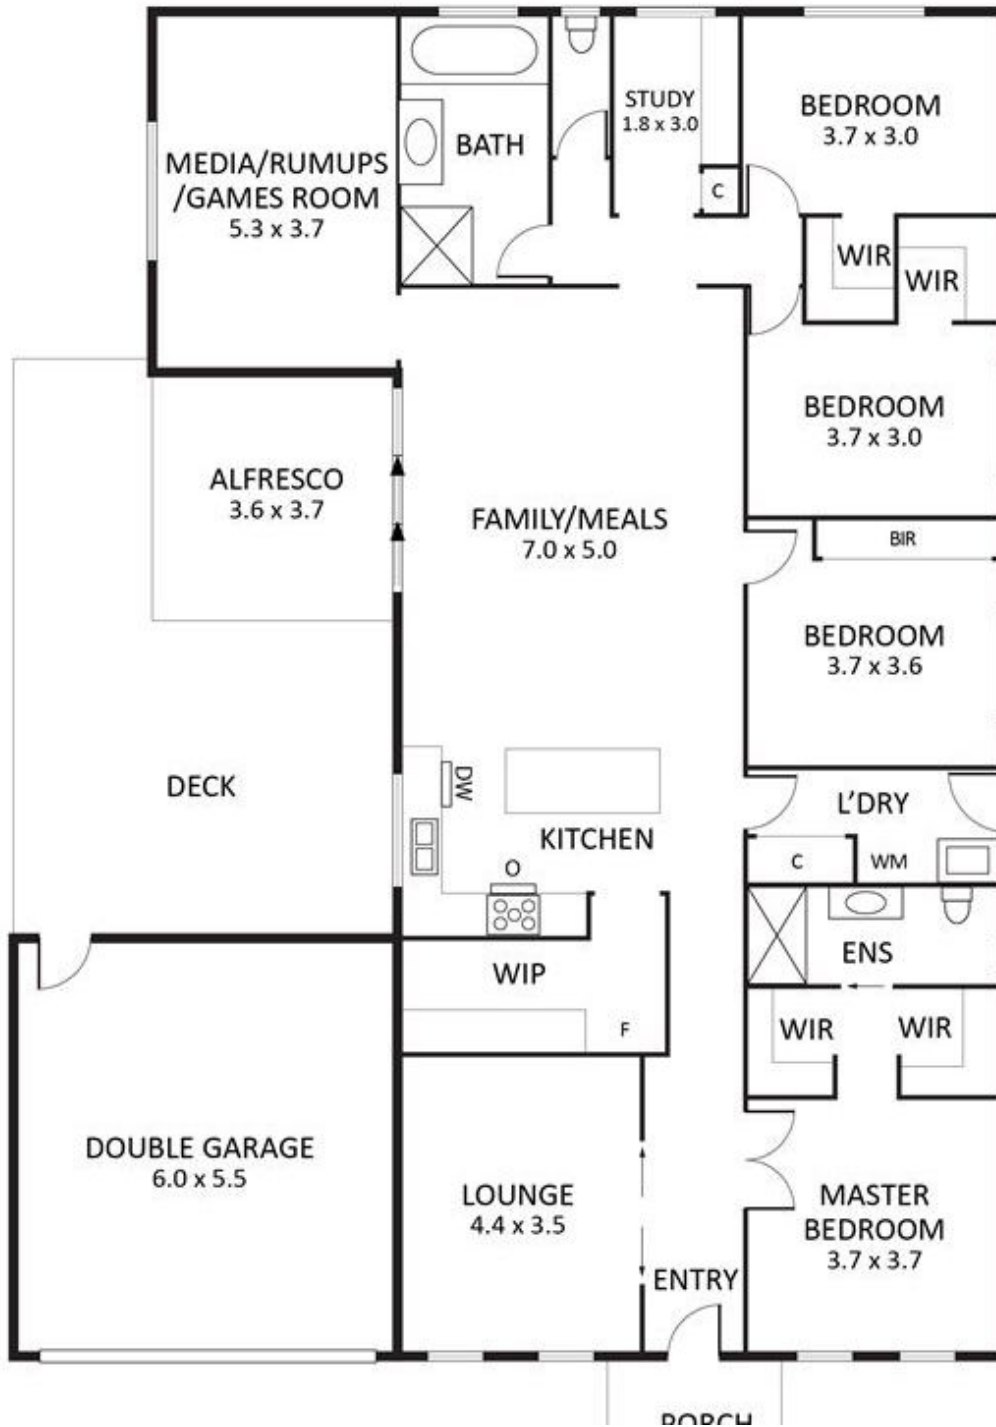 MEDIA/RUMUPS
/GAMES ROOM
5.3 x 3.7
BATH
STUDY
1.8 x 3.0
C
BEDROOM
3.7 x 3.0
WIR
WIR
BEDROOM
3.7 x 3.0
ALFRESCO
3.6 x 3.7
FAMILY/MEALS
7.0 x 5.0
BIR
BEDROOM
3.7 x 3.6
DECK
DW
KITCHEN
O
L'DRY
C
WM
ENS
WIP
F
WIR
WIR
DOUBLE GARAGE
6.0 x 5.5
LOUNGE
4.4 x 3.5
MASTER
BEDROOM
3.7 x 3.7
ENTRY
PORCH